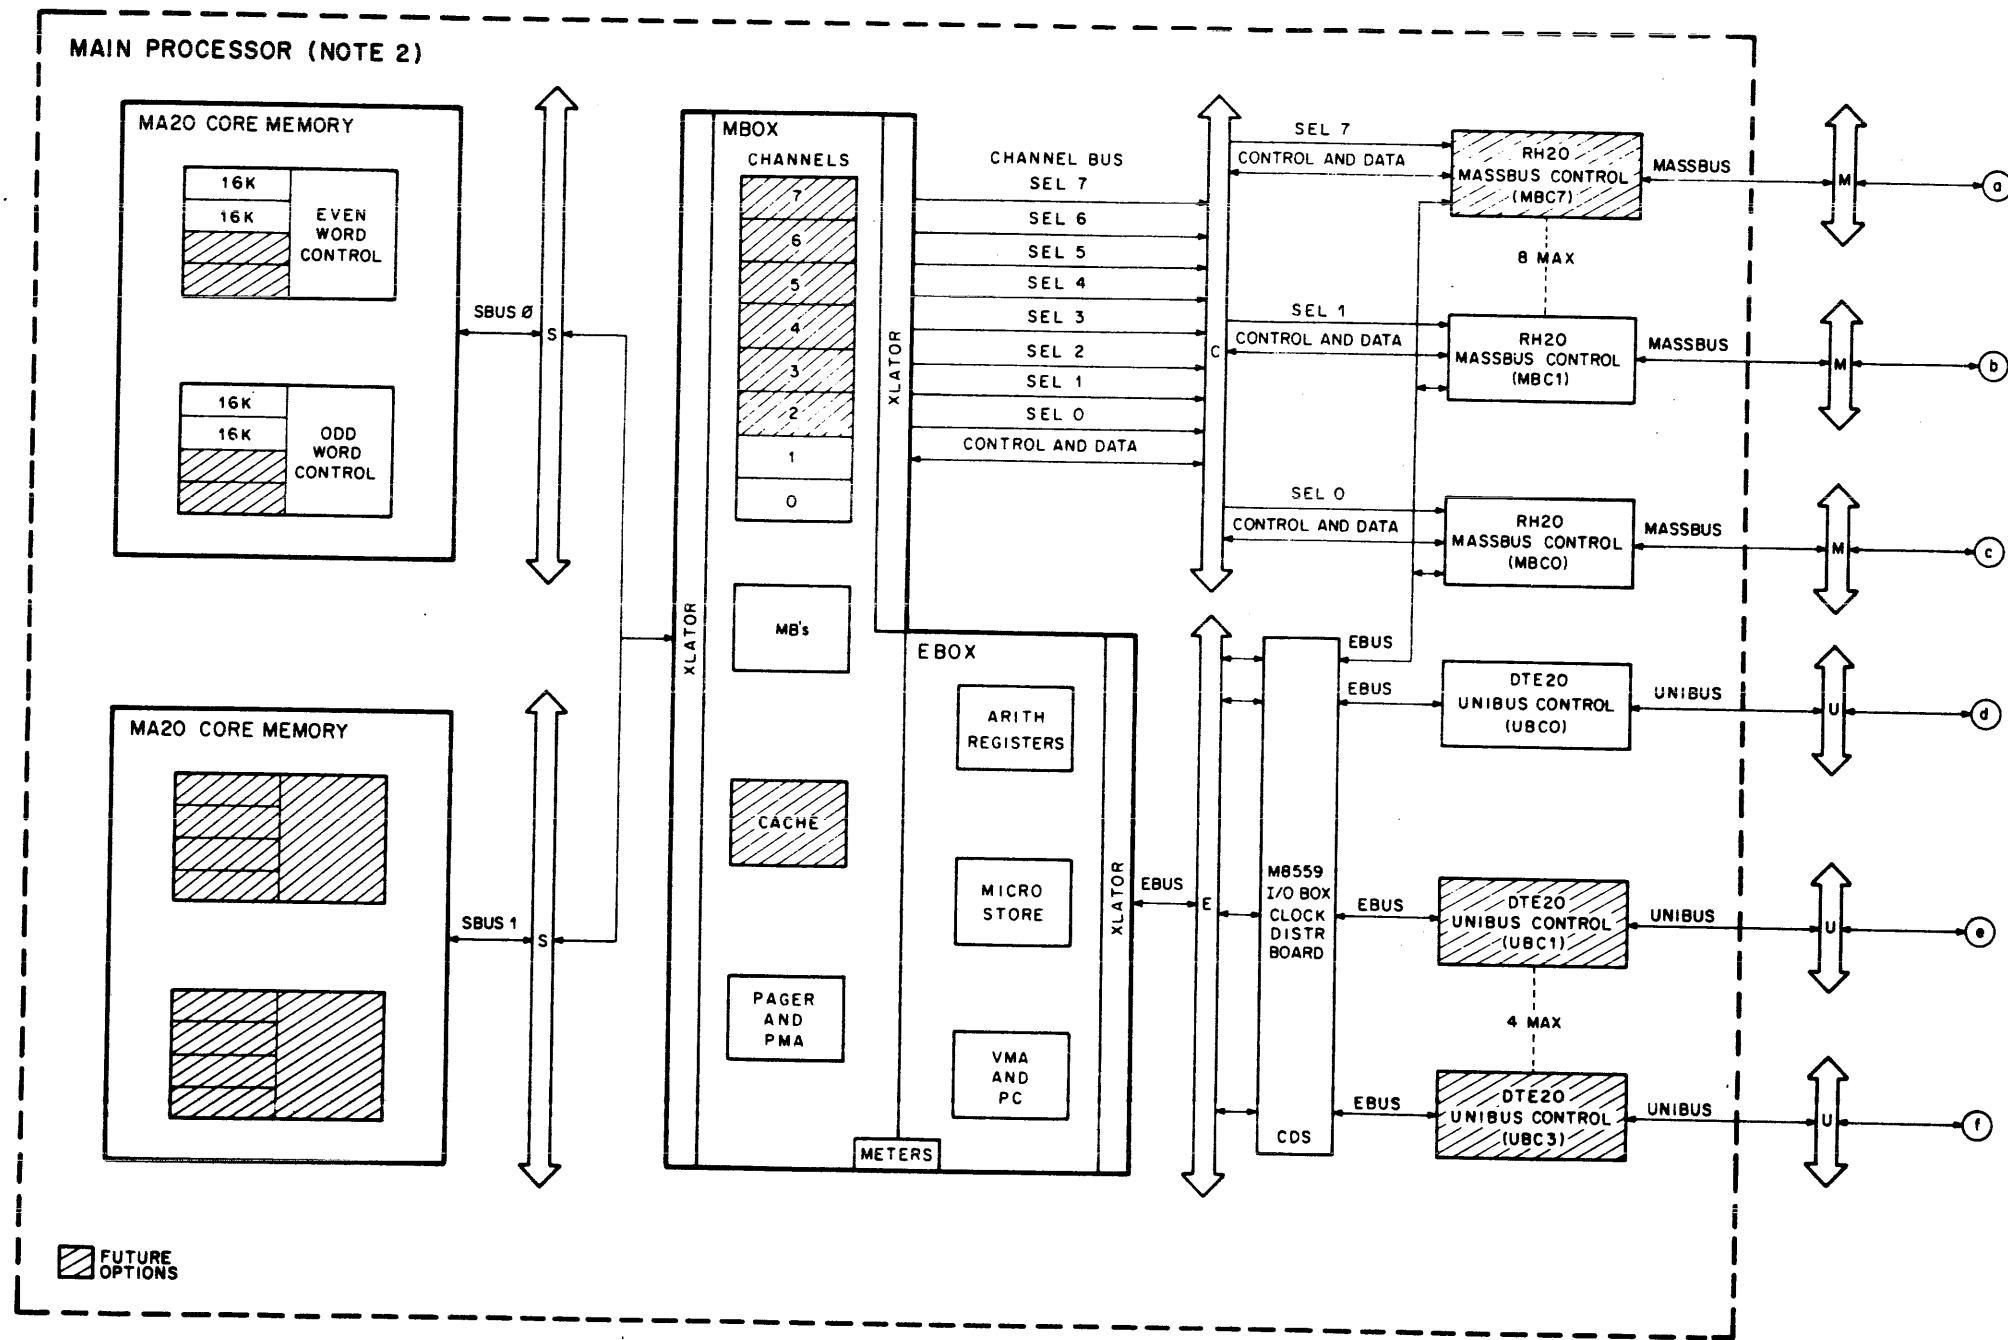 MAIN PROCESSOR (NOTE 2)
MA20 CORE MEMORY
16K
16K
EVEN
WORD
CONTROL
16K
16K
ODD
WORD
CONTROL
SBUS Ø
S
MA20 CORE MEMORY
SBUS 1
S
FUTURE
OPTIONS
XLATOR
MBOX
CHANNELS
7
6
5
4
3
2
1
0
MB's
CACHE
PAGER
AND
PMA
XLATOR
EBOX
ARITH
REGISTERS
MICRO
STORE
VMA
AND
PC
METERS
XLATOR
CHANNEL BUS
SEL 7
SEL 6
SEL 5
SEL 4
SEL 3
SEL 2
SEL 1
SEL 0
CONTROL AND DATA
C
EBUS
E
SEL 7
CONTROL AND DATA
RH20
MASSBUS CONTROL
(MBC7)
MASSBUS
M
a
8 MAX
SEL 1
CONTROL AND DATA
RH20
MASSBUS CONTROL
(MBC1)
MASSBUS
M
b
SEL 0
CONTROL AND DATA
RH20
MASSBUS CONTROL
(MBC0)
MASSBUS
M
c
M8559
I/O BOX
CLOCK
DISTR
BOARD
CDS
EBUS
EBUS
DTE20
UNIBUS CONTROL
(UBC0)
UNIBUS
U
d
EBUS
DTE20
UNIBUS CONTROL
(UBC1)
UNIBUS
U
e
4 MAX
EBUS
DTE20
UNIBUS CONTROL
(UBC3)
UNIBUS
U
f